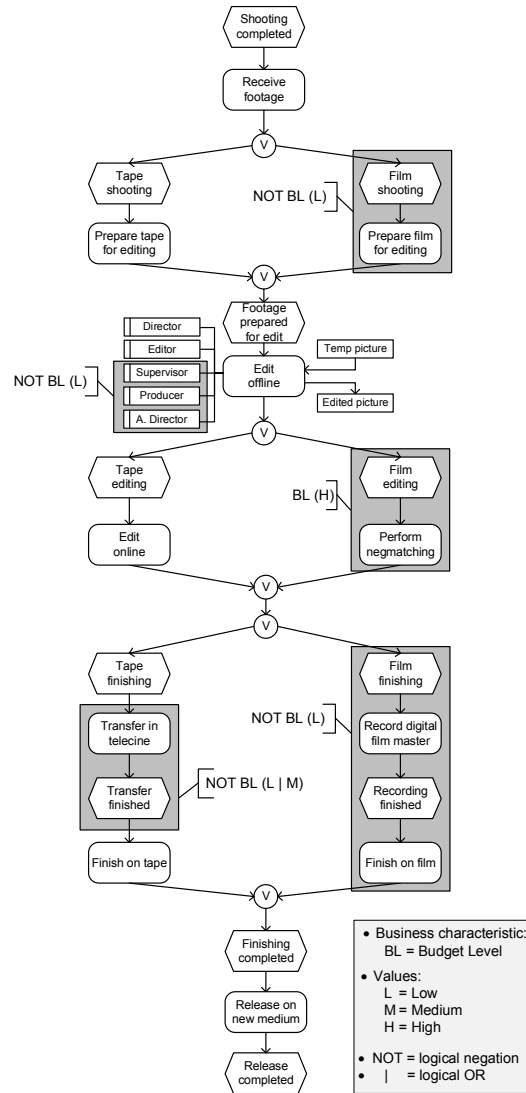 Shooting
completed
Receive
footage
V
Tape
shooting
NOT BL (L)
Film
shooting
Prepare tape
for editing
Prepare film
for editing
V
Footage
prepared
for edit
Director
Editor
Supervisor
Producer
A. Director
NOT BL (L)
Edit
offline
Temp picture
Edited picture
V
Tape
editing
BL (H)
Film
editing
Edit
online
Perform
negmatching
V
V
Tape
finishing
Film
finishing
NOT BL (L)
Transfer in
telecine
Record digital
film master
Transfer
finished
NOT BL (L | M)
Recording
finished
Finish on tape
Finish on film
V
Finishing
completed
Release on
new medium
Release
completed
• Business characteristic:
BL = Budget Level
• Values:
L = Low
M = Medium
H = High
• NOT = logical negation
• | = logical OR